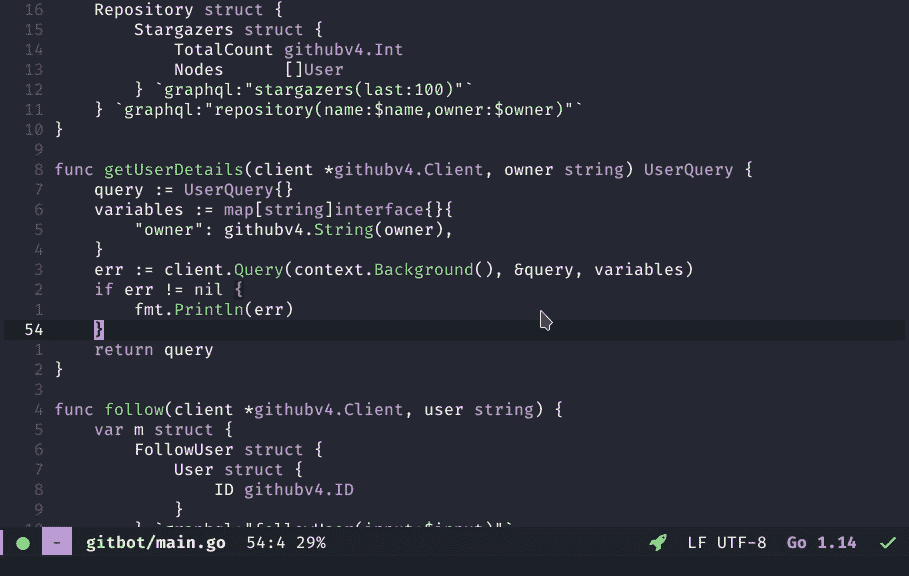 16 Repository struct {
15 Stargazers struct {
14 TotalCount githubv4.Int
13 Nodes []User
12 } `graphql:"stargazers(last:100)"`
11 } `graphql:"repository(name:$name,owner:$owner)"`
10 }
9
8 func getUserDetails(client *githubv4.Client, owner string) UserQuery {
7 query := UserQuery{}
6 variables := map[string]interface{}{
5 "owner": githubv4.String(owner),
4 }
3 err := client.Query(context.Background(), &query, variables)
2 if err != nil {
1 fmt.Println(err)
54 }
1 return query
2 }
3
4 func follow(client *githubv4.Client, user string) {
5 var m struct {
6 FollowUser struct {
7 User struct {
8 ID githubv4.ID
9 }
10 } `graphql:"followUser(input:$input)"`
- gitbot/main.go 54:4 29% LF UTF-8 Go 1.14